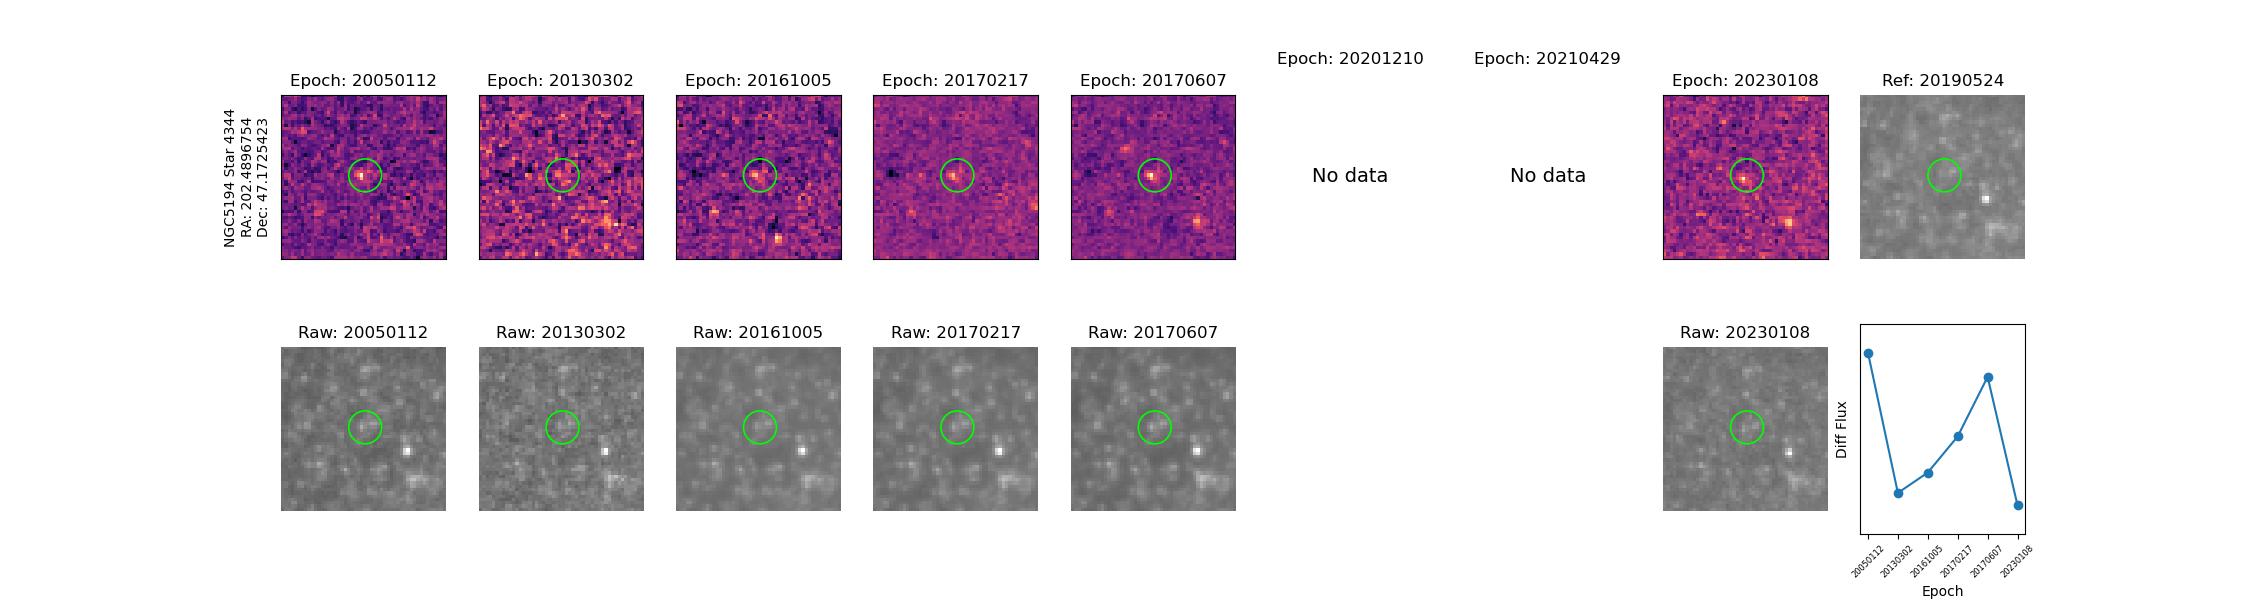 NGC5194 Star 4344
RA: 202.4896754
Dec: 47.1725423
Epoch: 20050112
Epoch: 20130302
Epoch: 20161005
Epoch: 20170217
Epoch: 20170607
Epoch: 20201210
Epoch: 20210429
Epoch: 20230108
Ref: 20190524
No data
No data
Raw: 20050112
Raw: 20130302
Raw: 20161005
Raw: 20170217
Raw: 20170607
Raw: 20230108
Diff Flux
20050112
20130302
20161005
20170217
20170607
20230108
Epoch